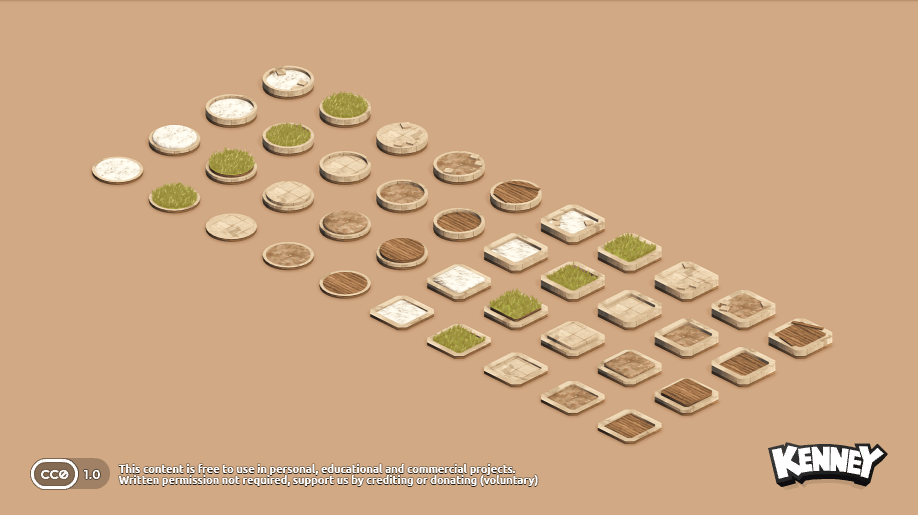 CC0 1.0
This content is free to use in personal, educational and commercial projects.
Written permission not required, support us by crediting or donating (voluntary)
KENNEY